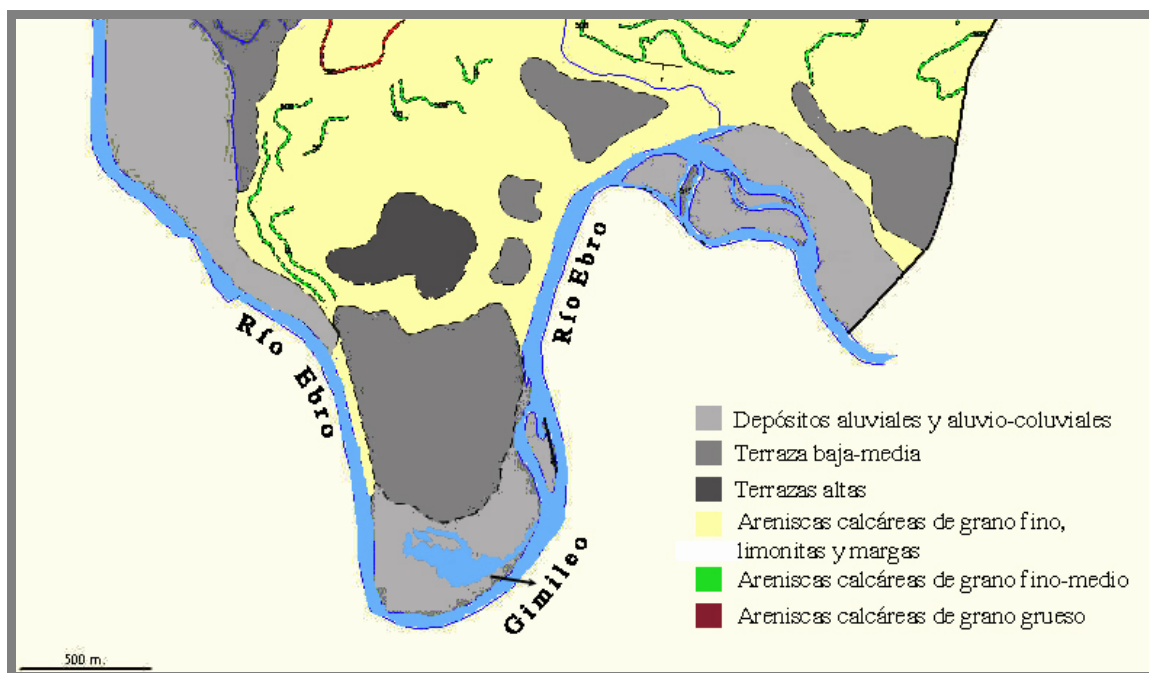 Río Ebro
Río Ebro
Gimileo
Depósitos aluviales y aluvio-coluviales
Terraza baja-media
Terrazas altas
Areniscas calcáreas de grano fino,
limonitas y margas
Areniscas calcáreas de grano fino-medio
Areniscas calcáreas de grano grueso
500 m.